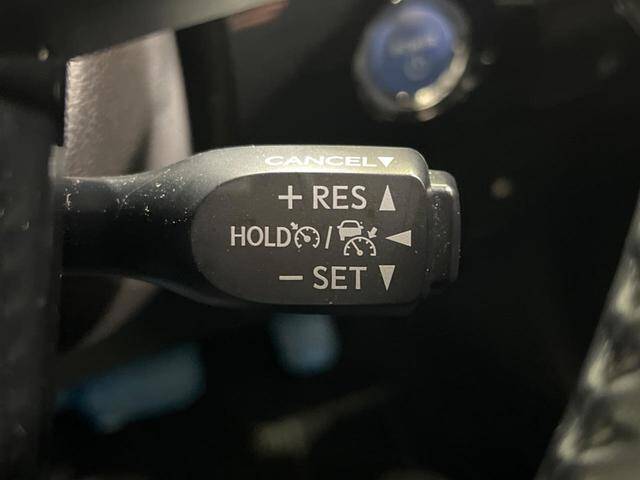 CANCEL▼
+ RES ▲
HOLD / ◀
− SET ▼